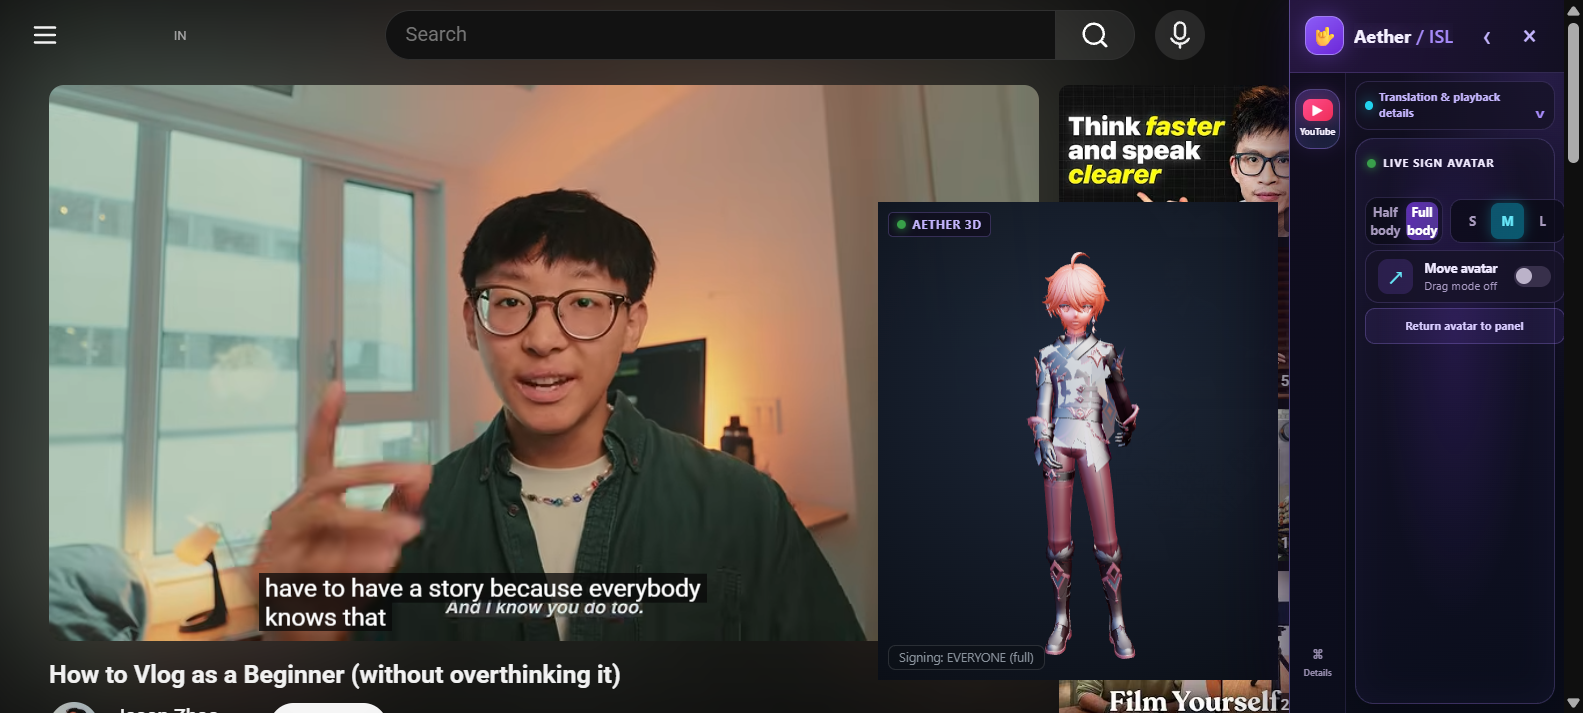 IN
Search
Aether / ISL
YouTube
Translation & playback
details
LIVE SIGN AVATAR
Half
body
Full
body
S
M
L
Move avatar
Drag mode off
Return avatar to panel
Details
Think faster
and speak
clearer
AETHER 3D
Signing: EVERYONE (full)
have to have a story because everybody
knows that
And I know you do too.
How to Vlog as a Beginner (without overthinking it)
Film Yourself